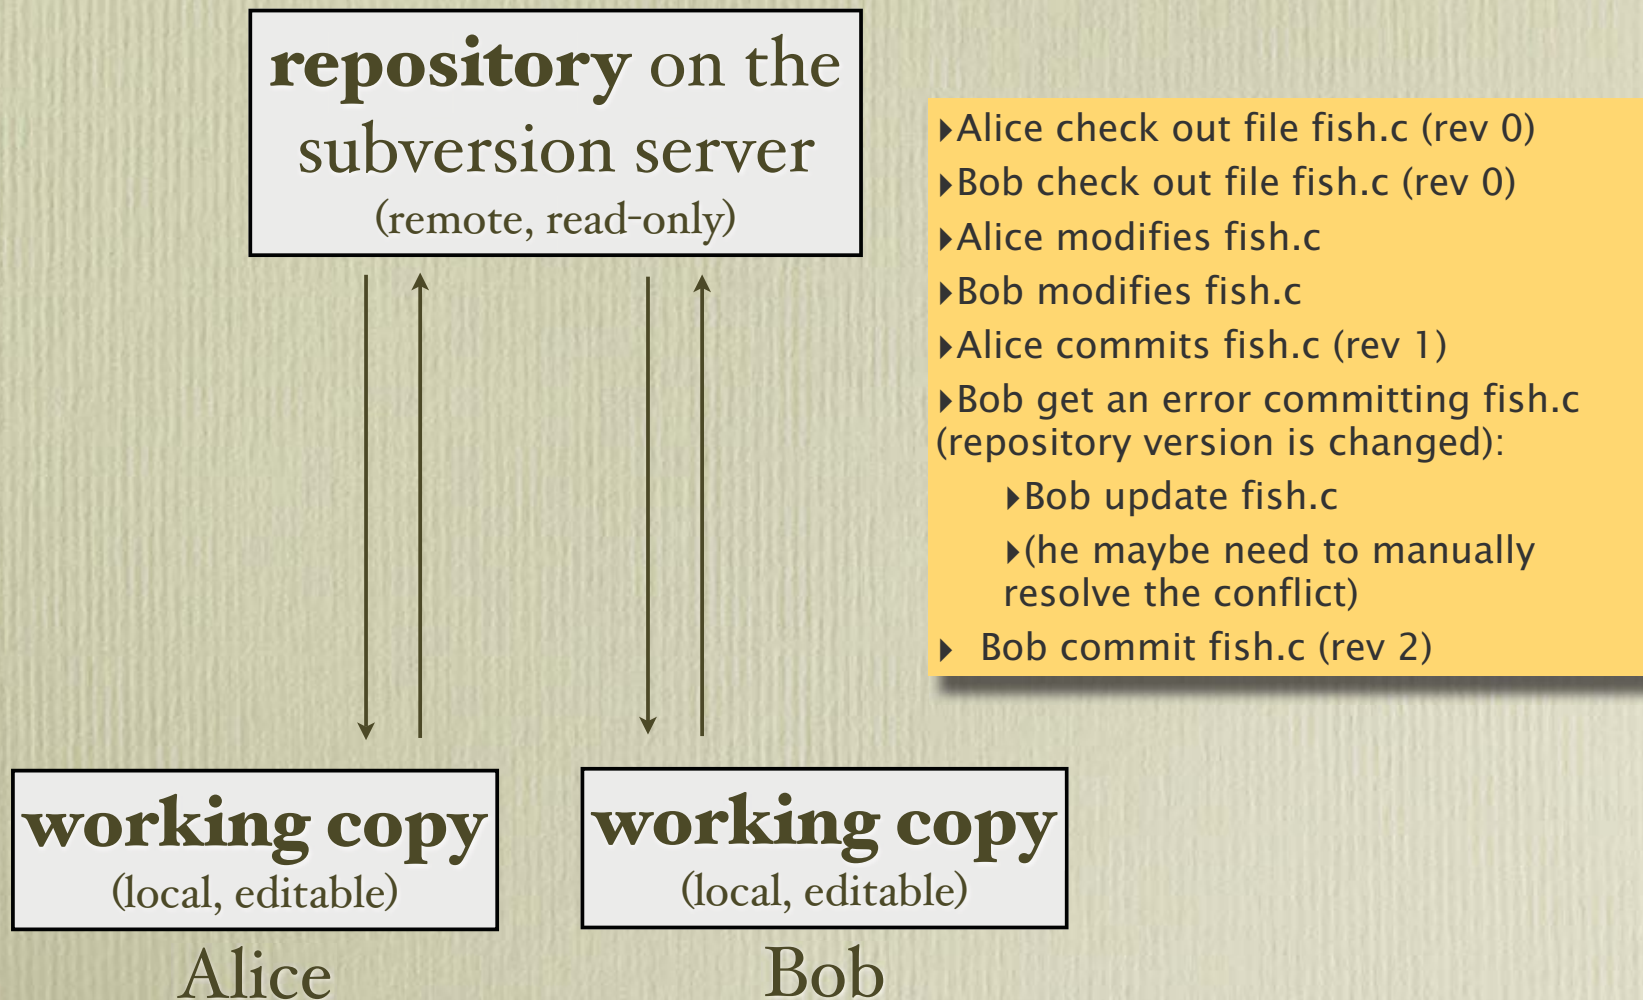 repository on the
subversion server
(remote, read-only)
▸Alice check out file fish.c (rev 0)
▸Bob check out file fish.c (rev 0)
▸Alice modifies fish.c
▸Bob modifies fish.c
▸Alice commits fish.c (rev 1)
▸Bob get an error committing fish.c
(repository version is changed):
▸Bob update fish.c
▸(he maybe need to manually
resolve the conflict)
▸ Bob commit fish.c (rev 2)
working copy
(local, editable)
Alice
working copy
(local, editable)
Bob